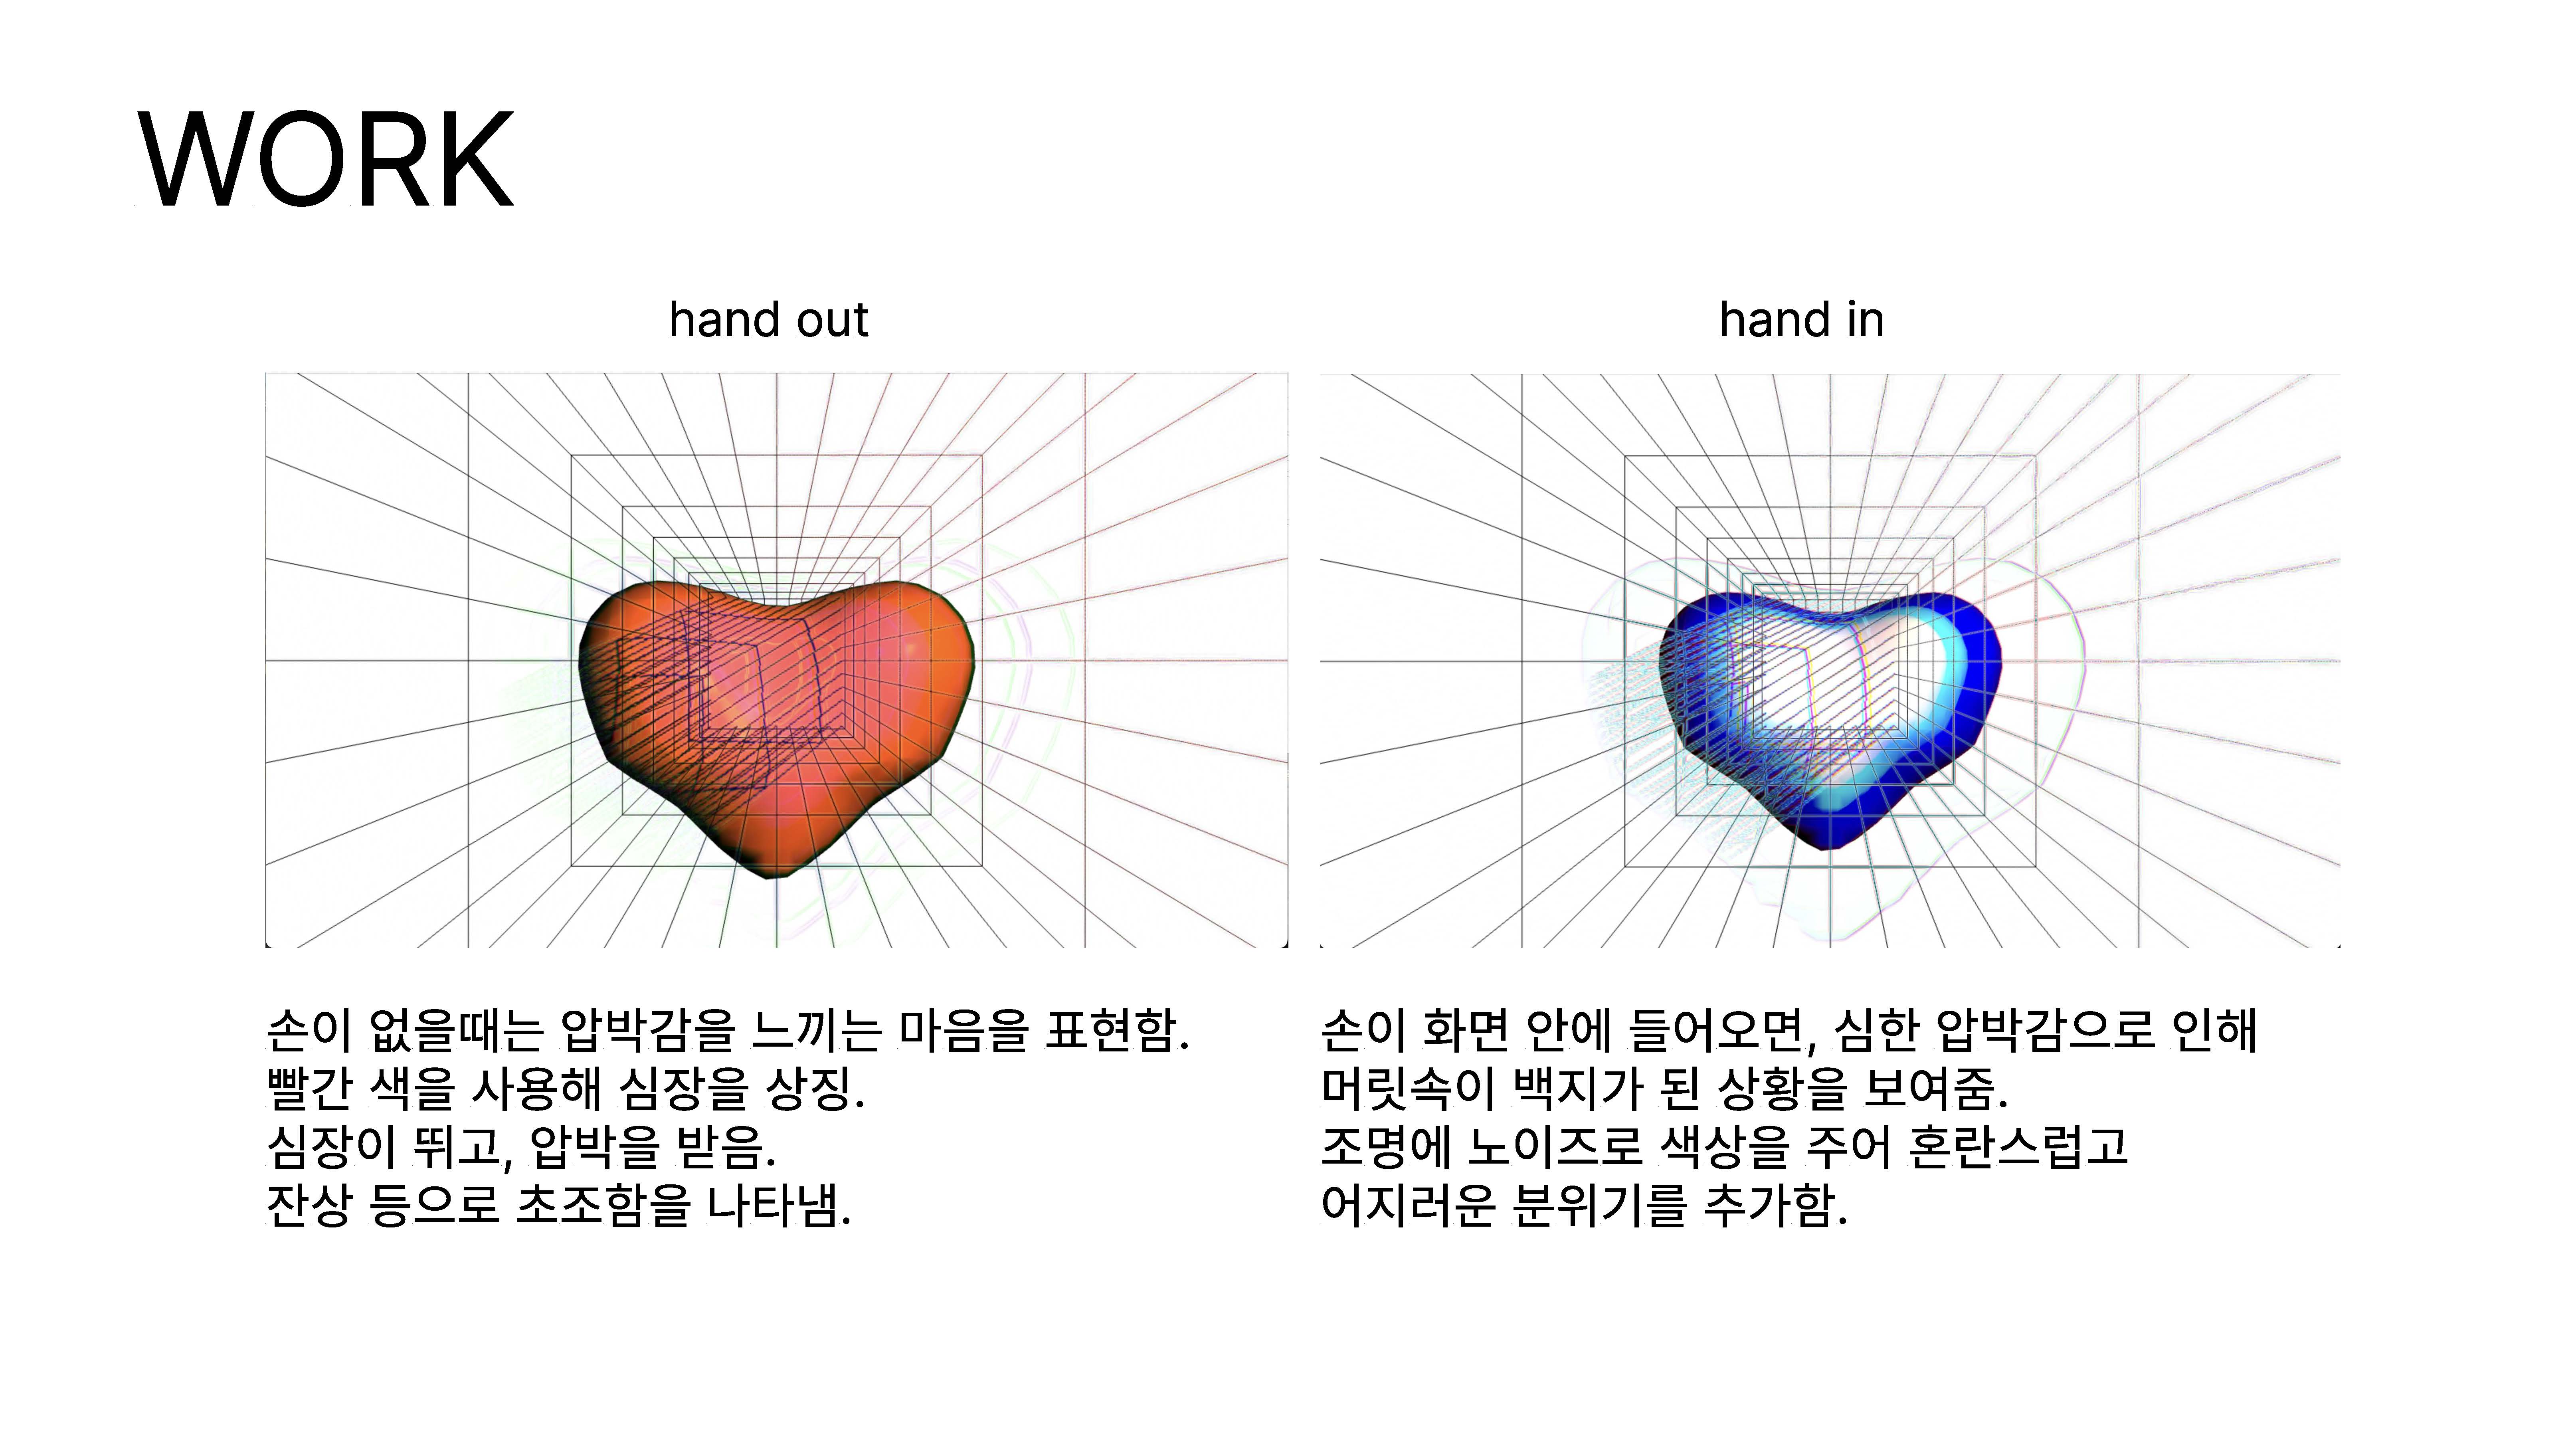 WORK
hand out
손이 없을때는 압박감을 느끼는 마음을 표현함.
빨간 색을 사용해 심장을 상징.
심장이 뛰고, 압박을 받음.
잔상 등으로 초조함을 나타냄.
hand in
손이 화면 안에 들어오면, 심한 압박감으로 인해
머릿속이 백지가 된 상황을 보여줌.
조명에 노이즈로 색상을 주어 혼란스럽고
어지러운 분위기를 추가함.